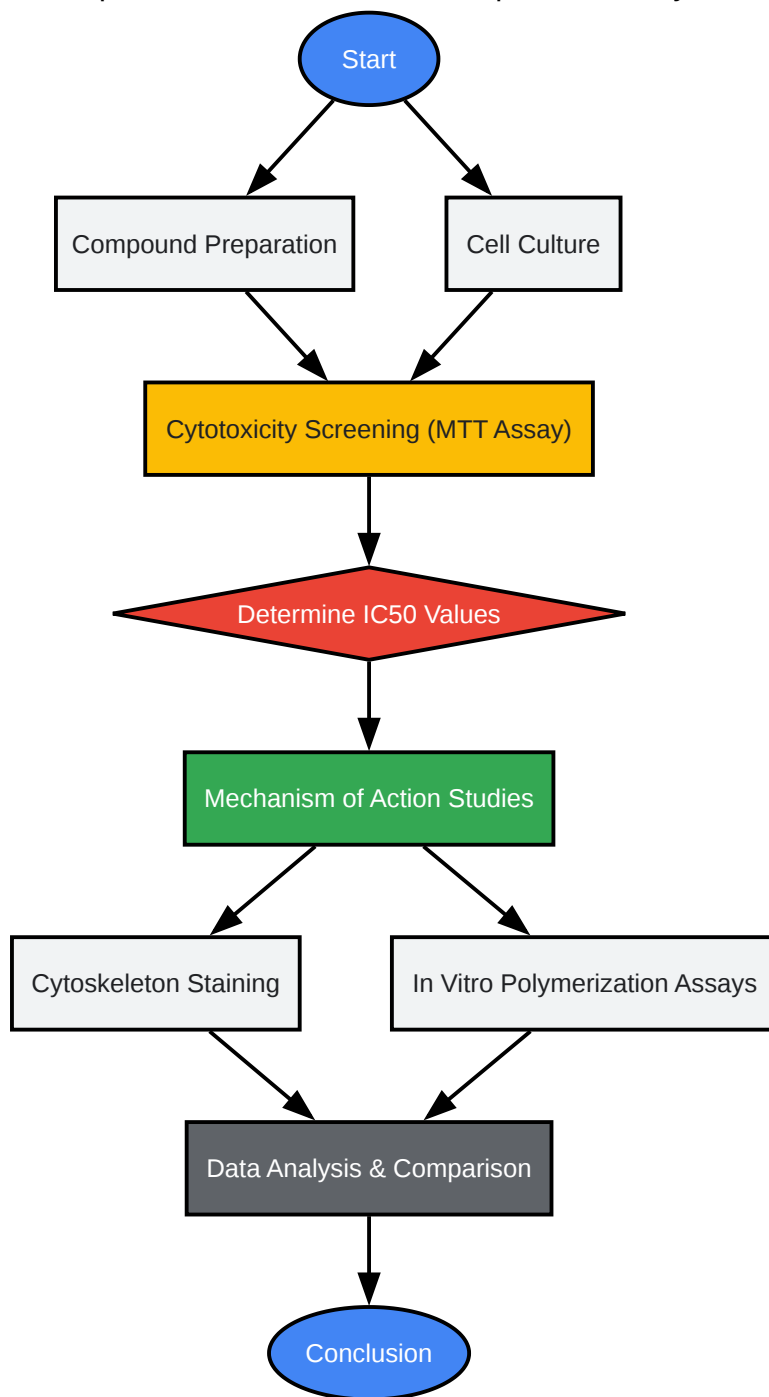 Start
Compound Preparation
Cell Culture
Cytotoxicity Screening (MTT Assay)
Determine IC50 Values
Mechanism of Action Studies
Cytoskeleton Staining
In Vitro Polymerization Assays
Data Analysis & Comparison
Conclusion